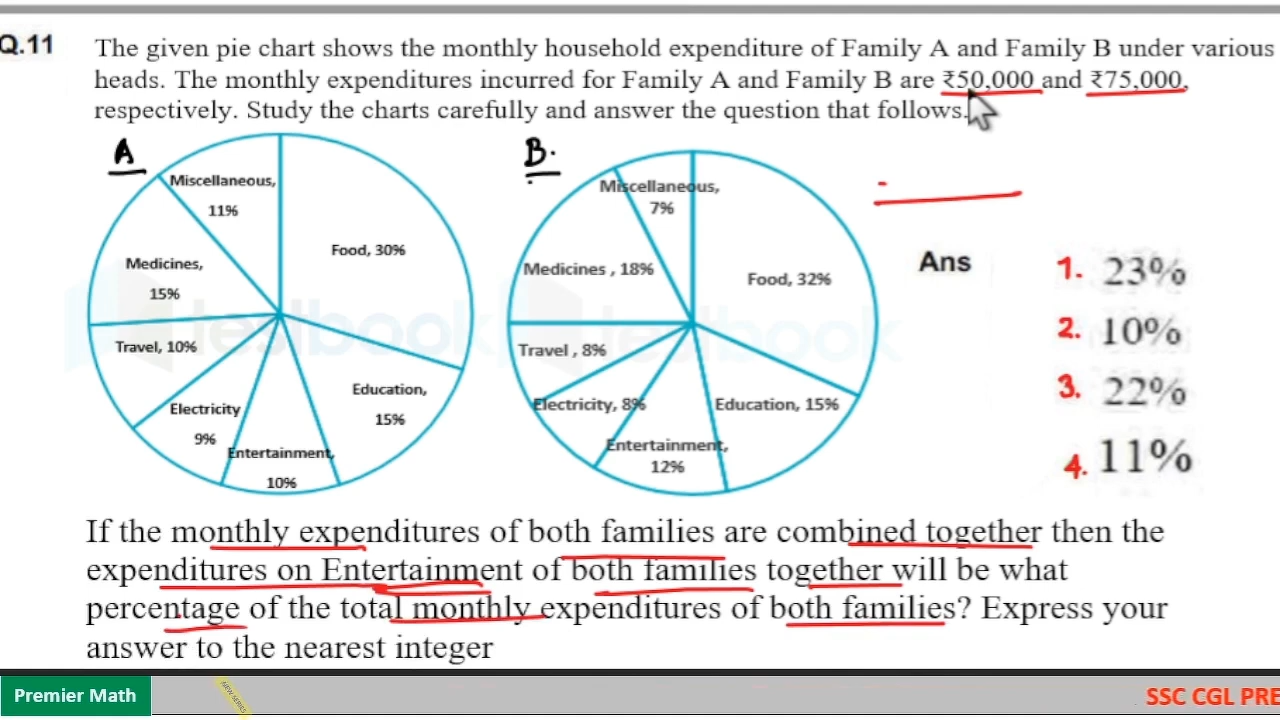 Q.11
The given pie chart shows the monthly household expenditure of Family A and Family B under various
heads. The monthly expenditures incurred for Family A and Family B are ₹50,000 and ₹75,000,
respectively. Study the charts carefully and answer the question that follows.
A
Miscellaneous,
11%
Food, 30%
Medicines,
15%
Travel, 10%
Education,
15%
Electricity
9%
Entertainment,
10%
B.
Miscellaneous,
7%
Medicines , 18%
Food, 32%
Travel , 8%
Electricity, 8%
Education, 15%
Entertainment,
12%
testbook
testbook
Ans
1. 23%
2. 10%
3. 22%
4. 11%
If the monthly expenditures of both families are combined together then the
expenditures on Entertainment of both families together will be what
percentage of the total monthly expenditures of both families? Express your
answer to the nearest integer
Premier Math
NEW SERIES
SSC CGL PRE